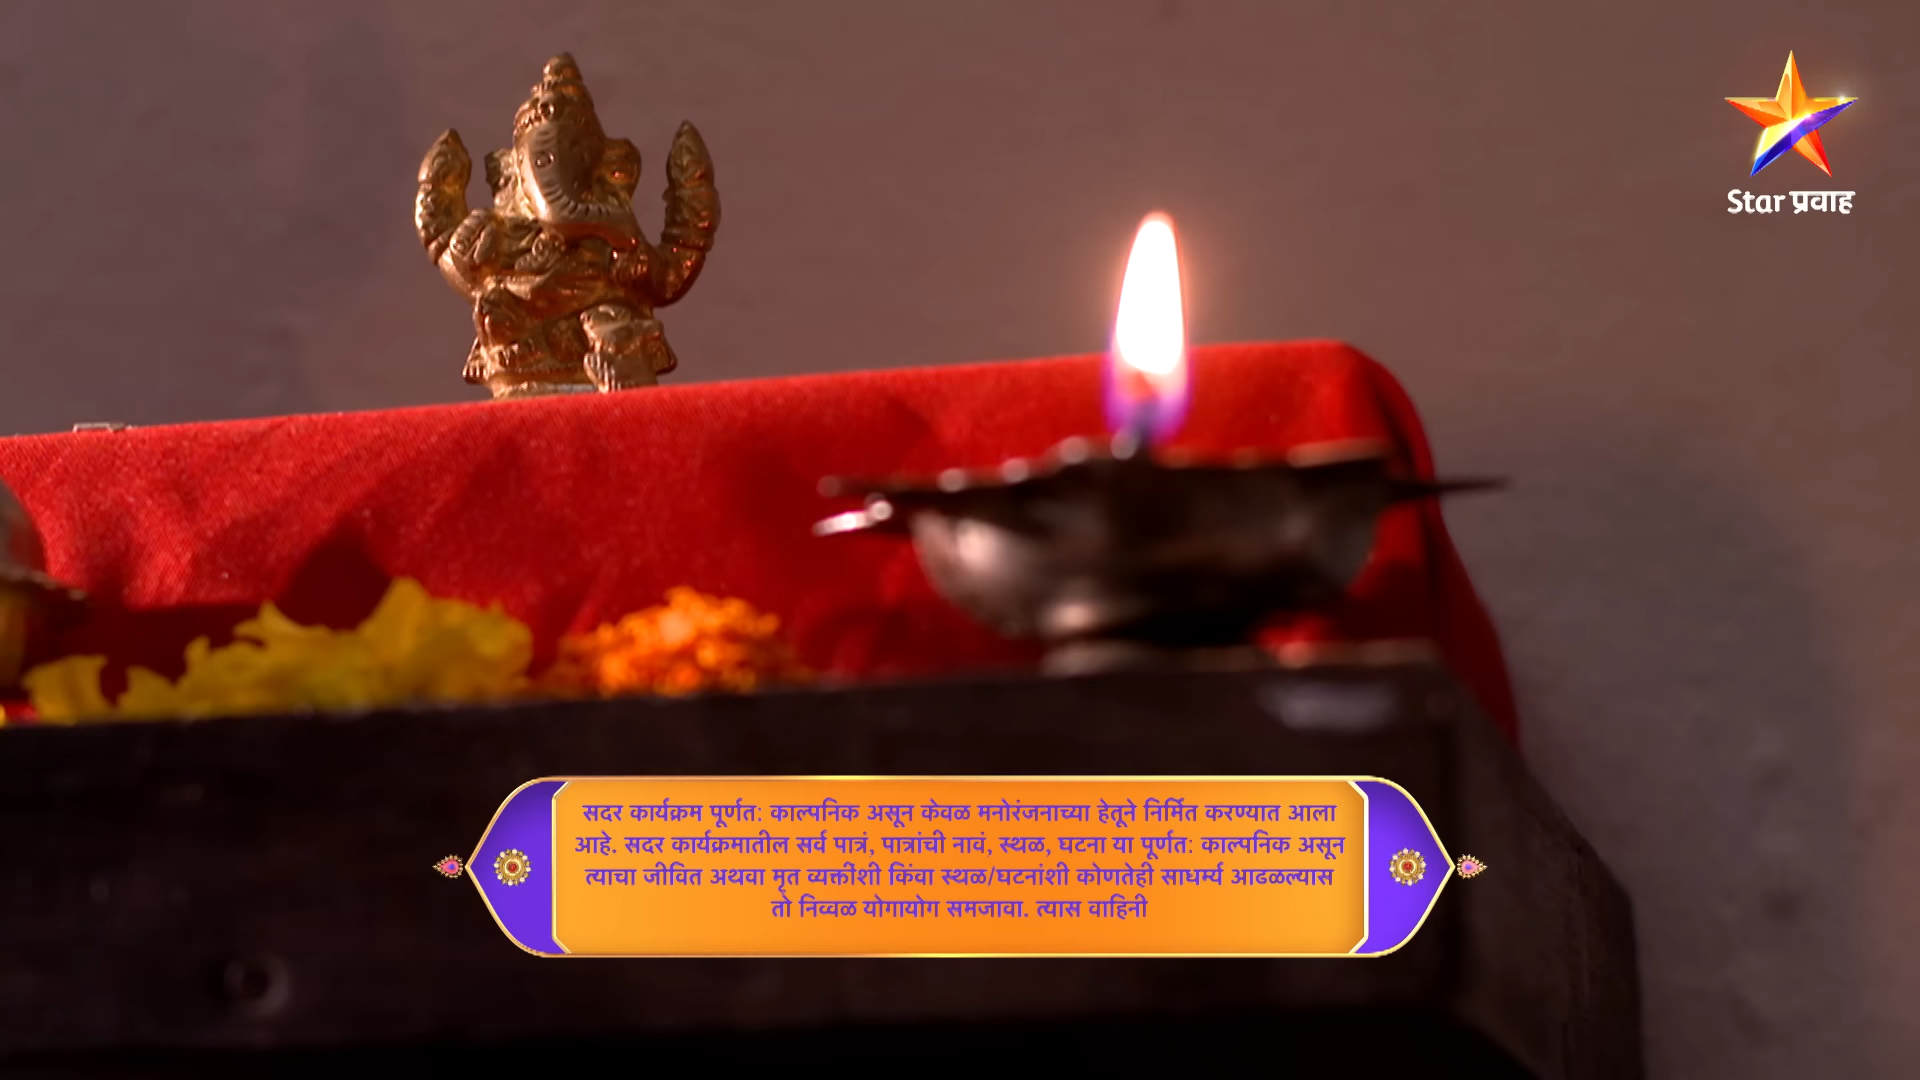 Star प्रवाह
सदर कार्यक्रम पूर्णत: काल्पनिक असून केवळ मनोरंजनाच्या हेतूने निर्मित करण्यात आला
आहे. सदर कार्यक्रमातील सर्व पात्रं, पात्रांची नावं, स्थळ, घटना या पूर्णत: काल्पनिक असून
त्याचा जीवित अथवा मृत व्यक्तींशी किंवा स्थळ/घटनांशी कोणतेही साधर्म्य आढळल्यास
तो निव्वळ योगायोग समजावा. त्यास वाहिनी